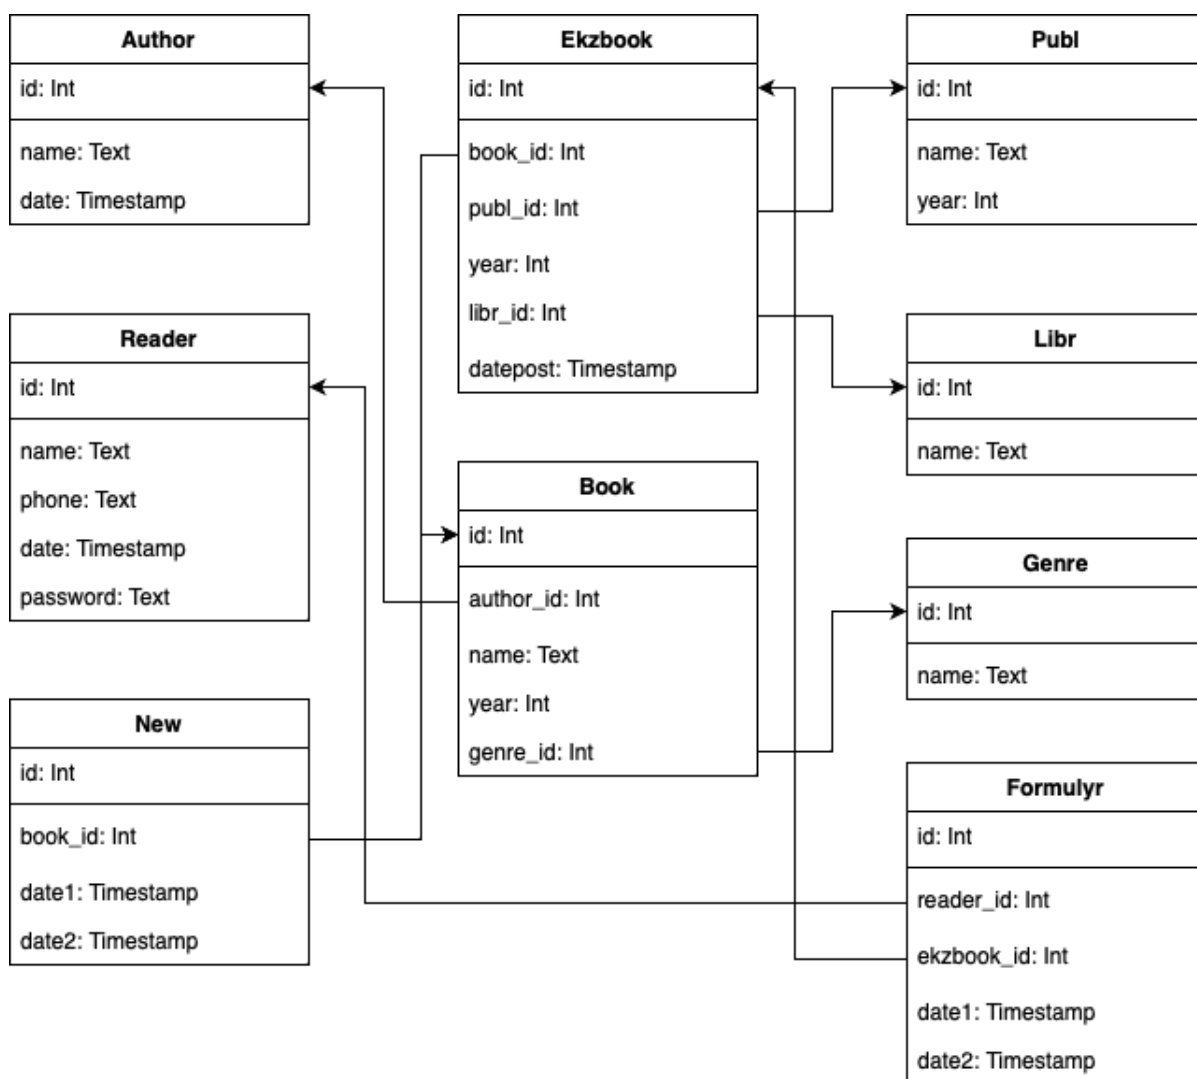 Author
id: Int
name: Text
date: Timestamp
Ekzbook
id: Int
book_id: Int
publ_id: Int
year: Int
libr_id: Int
datepost: Timestamp
Publ
id: Int
name: Text
year: Int
Reader
id: Int
name: Text
phone: Text
date: Timestamp
password: Text
Libr
id: Int
name: Text
Book
id: Int
author_id: Int
name: Text
year: Int
genre_id: Int
Genre
id: Int
name: Text
New
id: Int
book_id: Int
date1: Timestamp
date2: Timestamp
Formulyr
id: Int
reader_id: Int
ekzbook_id: Int
date1: Timestamp
date2: Timestamp